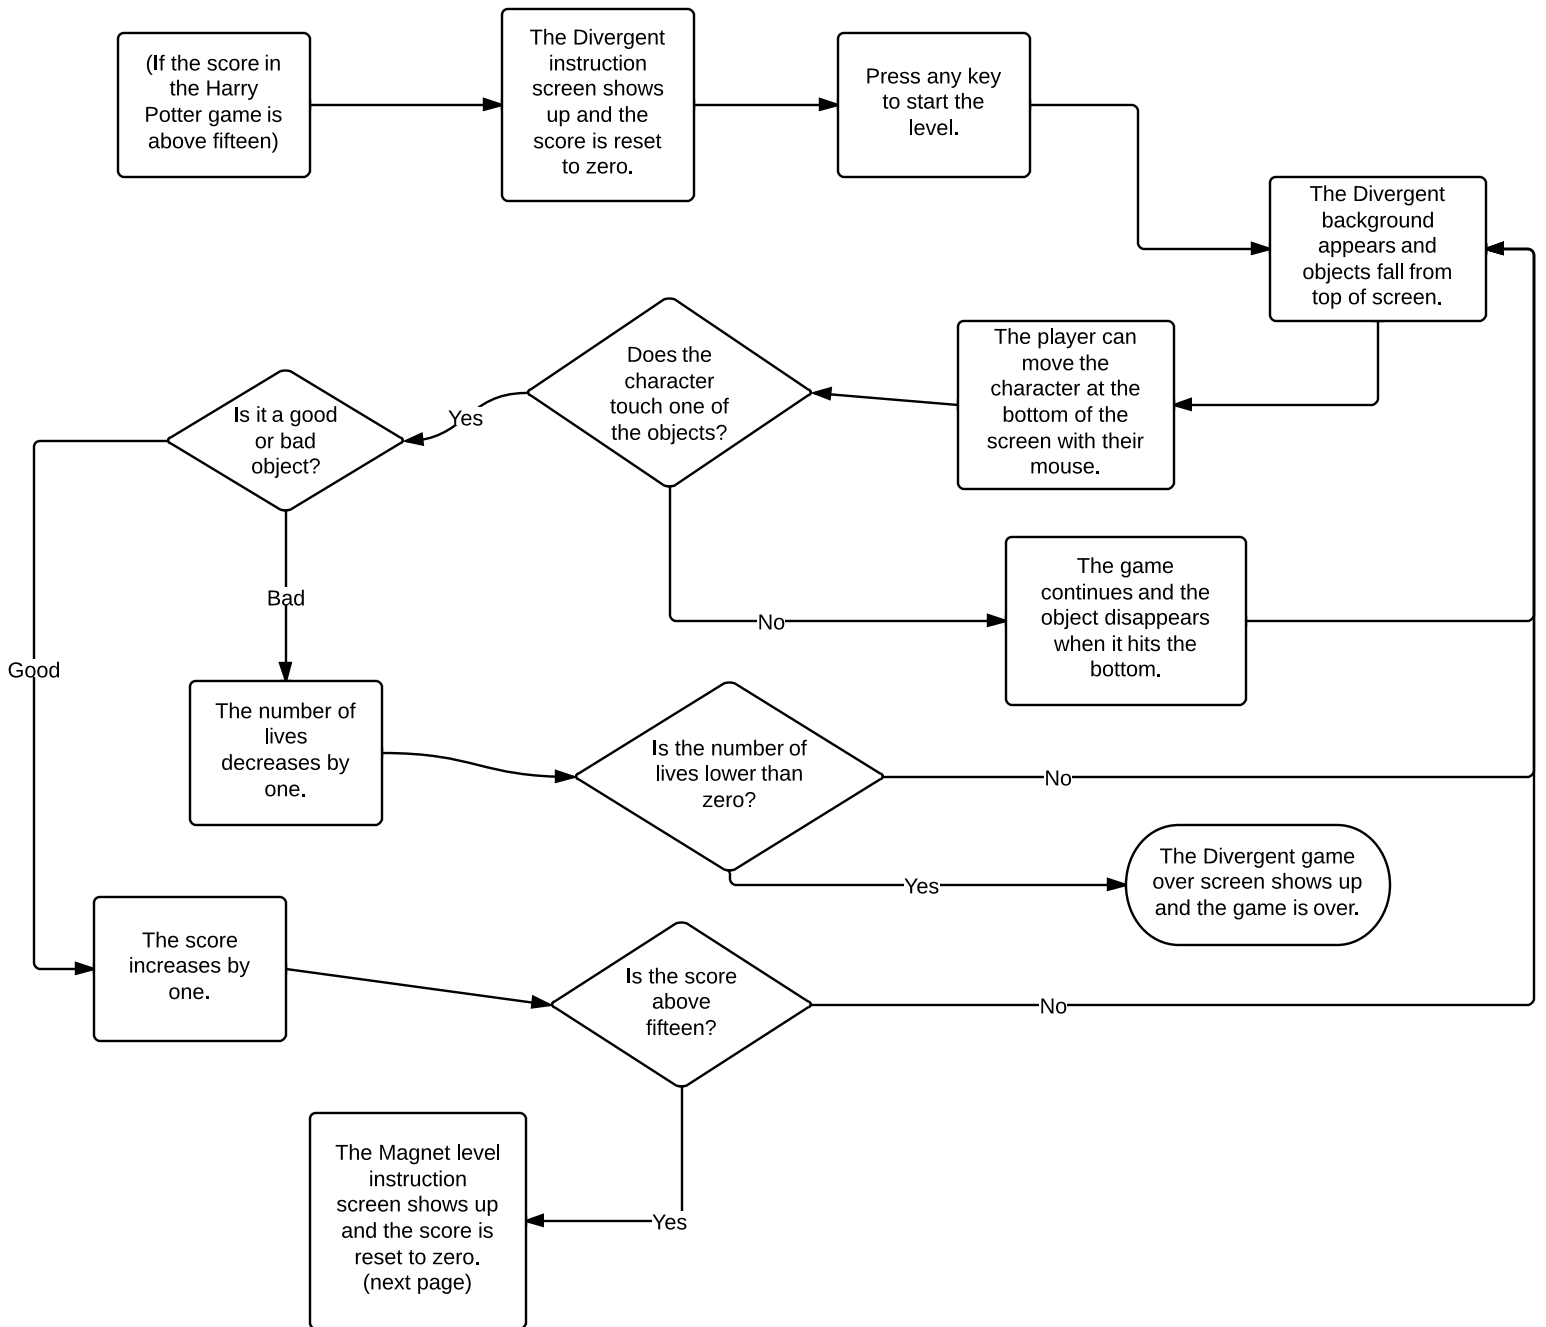 (If the score in
the Harry
Potter game is
above fifteen)
The Divergent
instruction
screen shows
up and the
score is reset
to zero.
Press any key
to start the
level.
The Divergent
background
appears and
objects fall from
top of screen.
The player can
move the
character at the
bottom of the
screen with their
mouse.
Does the
character
touch one of
the objects?
Yes
Is it a good
or bad
object?
No
The game
continues and the
object disappears
when it hits the
bottom.
Bad
Good
The number of
lives
decreases by
one.
Is the number of
lives lower than
zero?
No
Yes
The Divergent game
over screen shows up
and the game is over.
The score
increases by
one.
Is the score
above
fifteen?
No
Yes
The Magnet level
instruction
screen shows up
and the score is
reset to zero.
(next page)